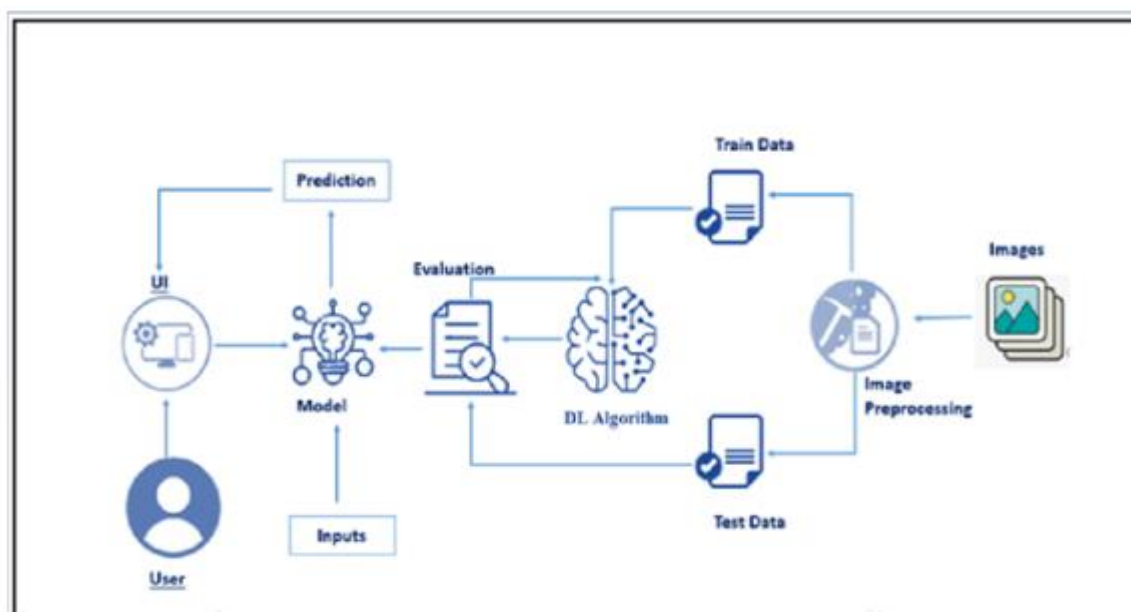 Train Data
Prediction
Images
Evaluation
UI
Image
Preprocessing
Model
DL Algorithm
Test Data
Inputs
User